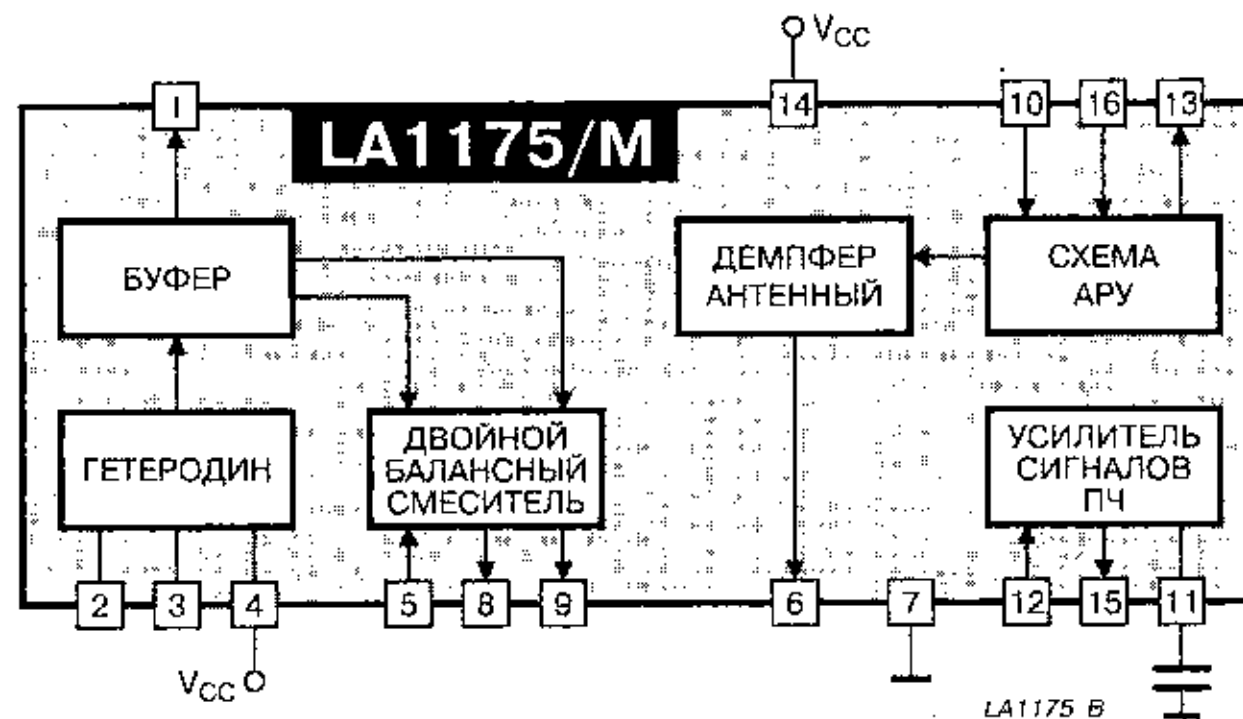 VCC
1
14
10 16 13
LA1175/M
БУФЕР
ДЕМПФЕР
АНТЕННЫЙ
СХЕМА
АРУ
ГЕТЕРОДИН
ДВОЙНОЙ
БАЛАНСНЫЙ
СМЕСИТЕЛЬ
УСИЛИТЕЛЬ
СИГНАЛОВ
ПЧ
2 3 4 5 8 9 6 7 12 15 11
VCC
LA1175 B